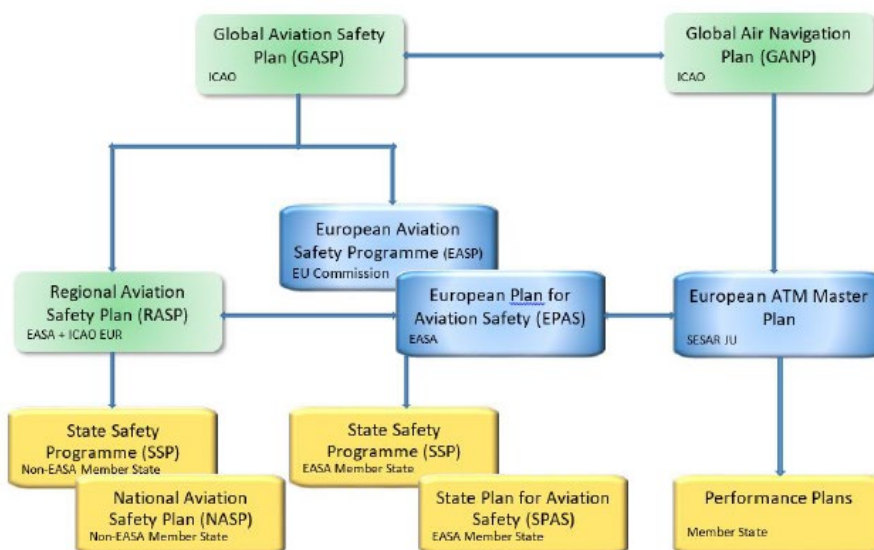 Global Aviation Safety
Plan (GASP)
ICAO
Global Air Navigation
Plan (GANP)
ICAO
European Aviation
Safety Programme (EASP)
EU Commission
Regional Aviation
Safety Plan (RASP)
EASA + ICAO EUR
European Plan for
Aviation Safety (EPAS)
EASA
European ATM Master
Plan
SESAR JU
State Safety
Programme (SSP)
Non-EASA Member State
National Aviation
Safety Plan (NASP)
Non-EASA Member State
State Safety
Programme (SSP)
EASA Member State
State Plan for Aviation
Safety (SPAS)
EASA Member State
Performance Plans
Member State